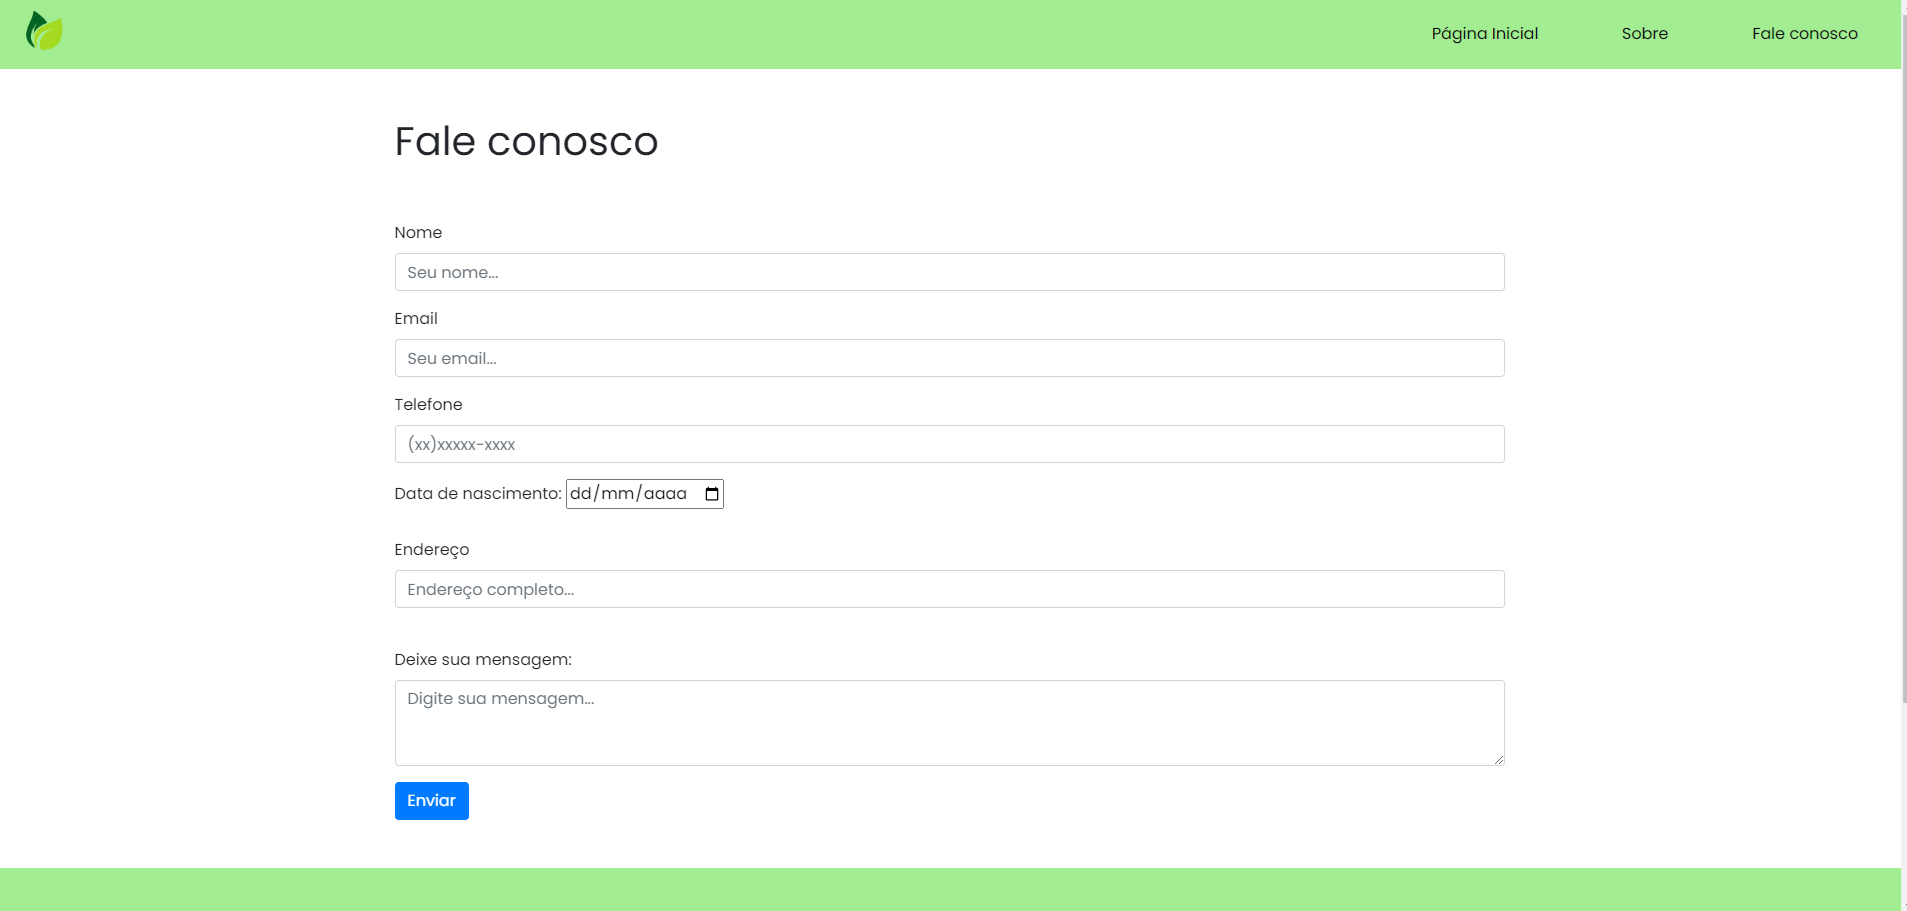 Página Inicial Sobre Fale conosco
Fale conosco
Nome
Seu nome...
Email
Seu email...
Telefone
(xx)xxxxx-xxxx
Data de nascimento: dd/mm/aaaa
Endereço
Endereço completo...
Deixe sua mensagem:
Digite sua mensagem...
Enviar